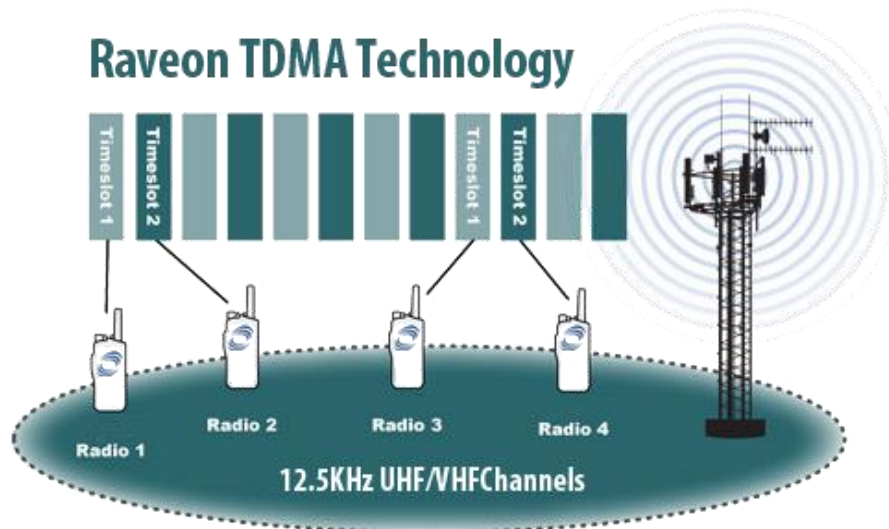 Raveon TDMA Technology
Timeslot 1
Timeslot 2
Timeslot 1
Timeslot 2
Radio 1
Radio 2
Radio 3
Radio 4
12.5KHz UHF/VHFChannels